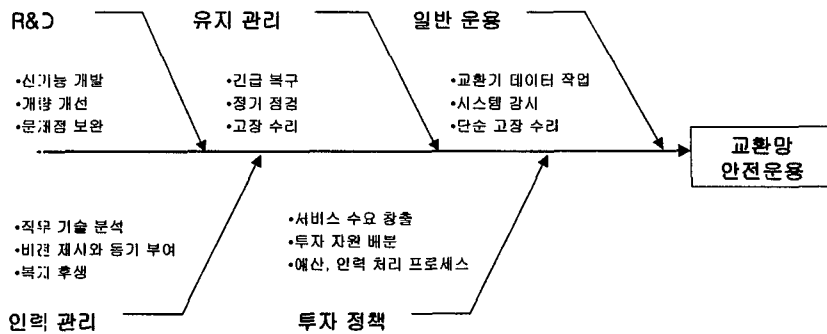 R&D
유지 관리
일반 운용
•신기능 개발
•개량 개선
•문제점 보완
•긴급 복구
•정기 점검
•고장 수리
•교환기 데이터 작업
•시스템 감시
•단순 고장 수리
교환망
안전운용
•직무 기술 분석
•비젼 제시와 동기 부여
•복지 후생
•서비스 수요 창출
•투자 자원 배분
•예산, 인력 처리 프로세스
인력 관리
투자 정책